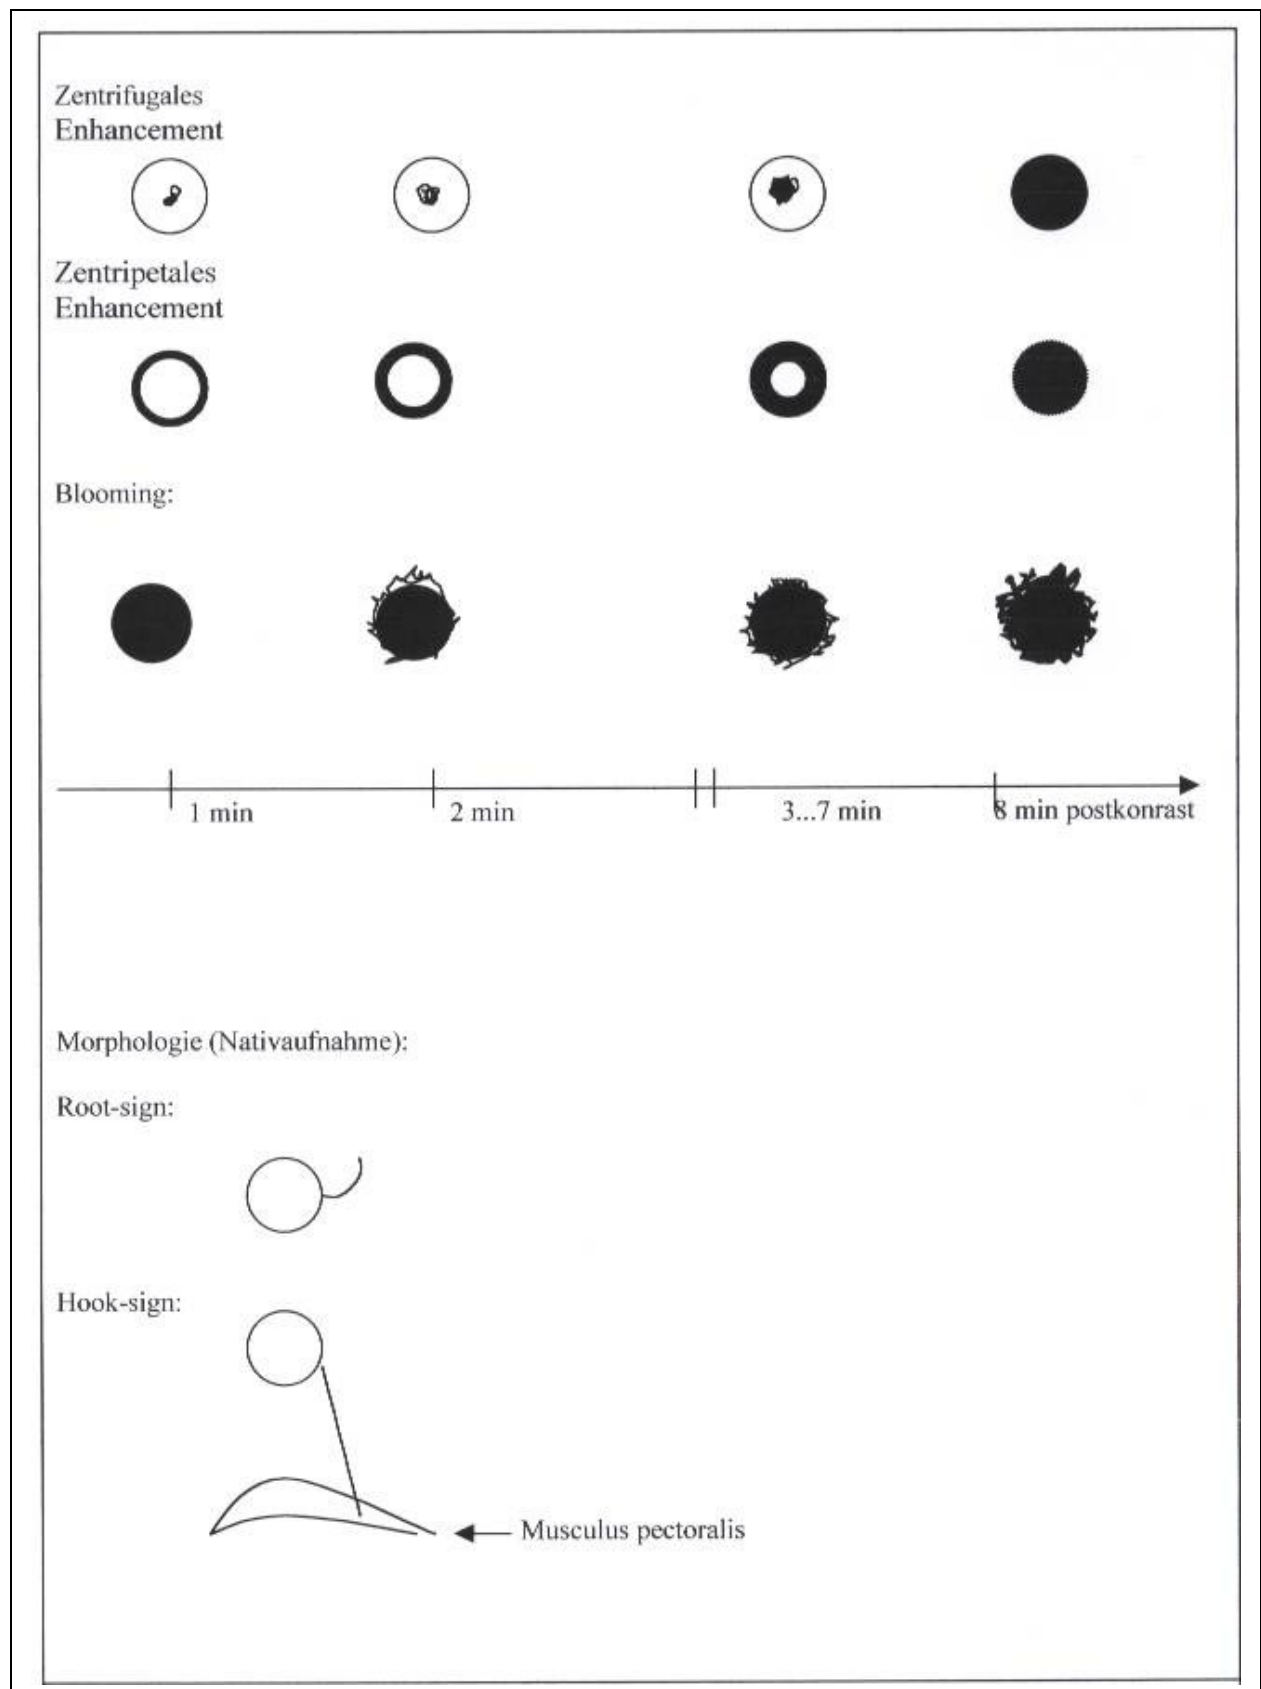 Zentrifugales
Enhancement
Zentripetales
Enhancement
Blooming:
1 min
2 min
3...7 min
8 min postkonrast
Morphologie (Nativaufnahme):
Root-sign:
Hook-sign:
Musculus pectoralis